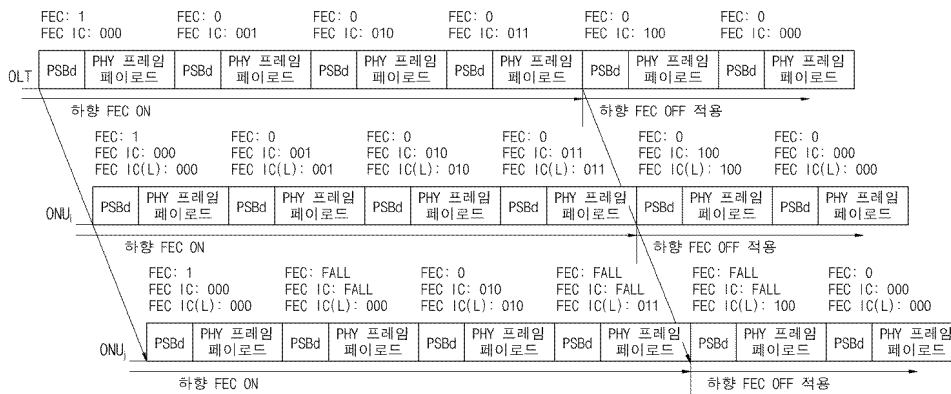 FEC: 1 FEC: 0 FEC: 0 FEC: 0 FEC: 0 FEC: 0
FEC IC: 000 FEC IC: 001 FEC IC: 010 FEC IC: 011 FEC IC: 100 FEC IC: 000
OLT PSBd PHY 프레임 페이로드 PSBd PHY 프레임 페이로드 PSBd PHY 프레임 페이로드 PSBd PHY 프레임 페이로드 PSBd PHY 프레임 페이로드 PSBd PHY 프레임 페이로드
하향 FEC ON 하향 FEC OFF 적용
FEC: 1 FEC: 0 FEC: 0 FEC: 0 FEC: 0 FEC: 0
FEC IC: 000 FEC IC: 001 FEC IC: 010 FEC IC: 011 FEC IC: 100 FEC IC: 000
FEC IC(L): 000 FEC IC(L): 001 FEC IC(L): 010 FEC IC(L): 011 FEC IC(L): 100 FEC IC(L): 000
ONUi PSBd PHY 프레임 페이로드 PSBd PHY 프레임 페이로드 PSBd PHY 프레임 페이로드 PSBd PHY 프레임 페이로드 PSBd PHY 프레임 페이로드 PSBd PHY 프레임 페이로드
하향 FEC ON 하향 FEC OFF 적용
FEC: 1 FEC: FALL FEC: 0 FEC: FALL FEC: FALL FEC: 0
FEC IC: 000 FEC IC: FALL FEC IC: 010 FEC IC: FALL FEC IC: FALL FEC IC: 000
FEC IC(L): 000 FEC IC(L): 000 FEC IC(L): 010 FEC IC(L): 011 FEC IC(L): 100 FEC IC(L): 000
ONUj PSBd PHY 프레임 페이로드 PSBd PHY 프레임 페이로드 PSBd PHY 프레임 페이로드 PSBd PHY 프레임 페이로드 PSBd PHY 프레임 페이로드 PSBd PHY 프레임 페이로드
하향 FEC ON 하향 FEC OFF 적용